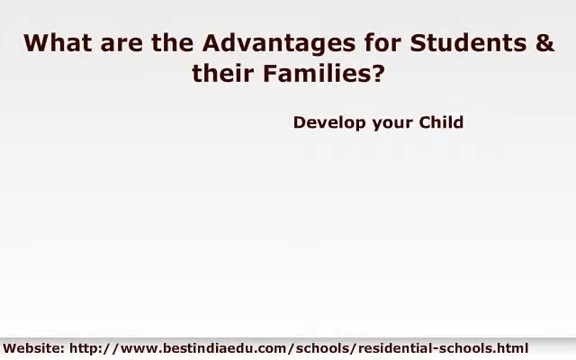 What are the Advantages for Students &
their Families?
Develop your Child
Website: http://www.bestindiaedu.com/schools/residential-schools.html